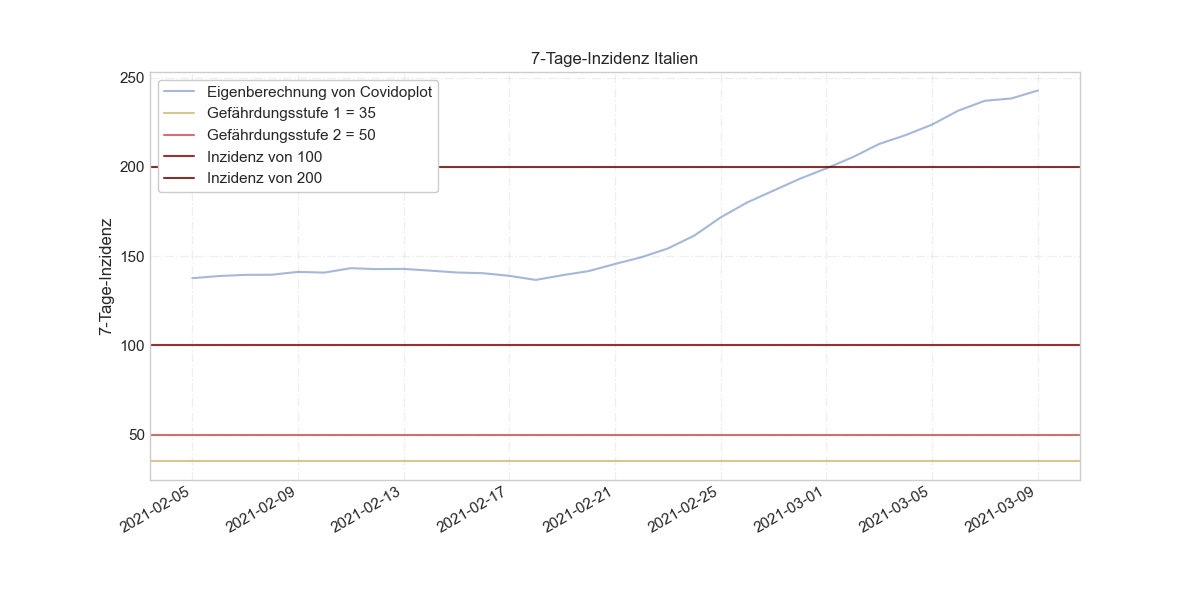 7-Tage-Inzidenz Italien
250
200
150
100
50
7-Tage-Inzidenz
Eigenberechnung von Covidoplot
Gefährdungsstufe 1 = 35
Gefährdungsstufe 2 = 50
Inzidenz von 100
Inzidenz von 200
2021-02-05
2021-02-09
2021-02-13
2021-02-17
2021-02-21
2021-02-25
2021-03-01
2021-03-05
2021-03-09